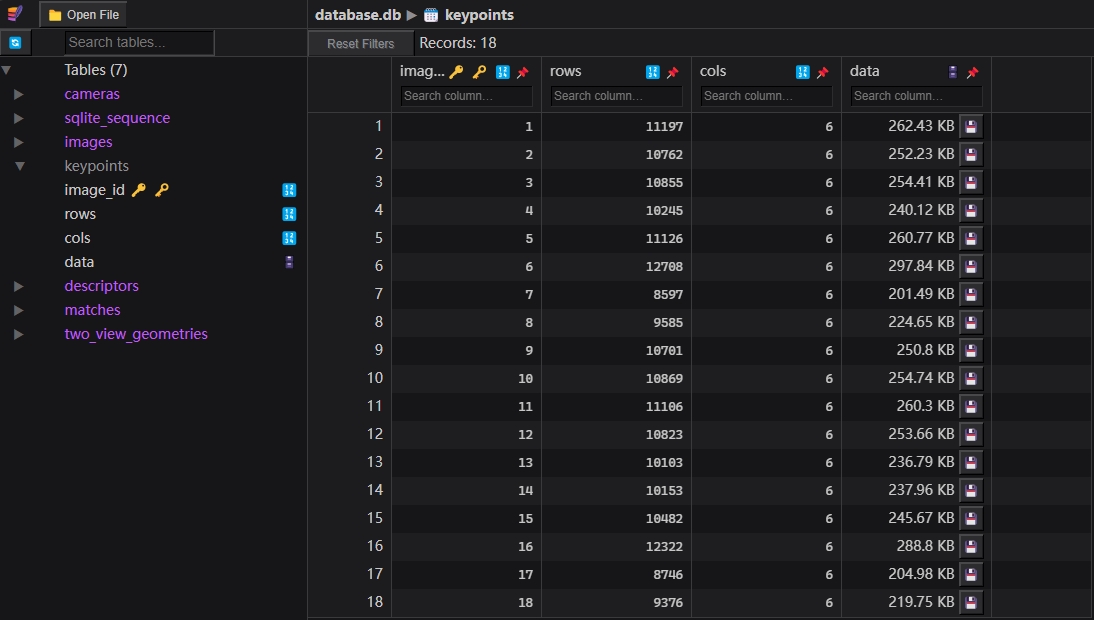 Open File
Search tables...
Tables (7)
cameras
sqlite_sequence
images
keypoints
image_id
rows
cols
data
descriptors
matches
two_view_geometries
database.db ▶ keypoints
Reset Filters Records: 18
imag... rows cols data
Search column... Search column... Search column... Search column...
1 1 11197 6 262.43 KB
2 2 10762 6 252.23 KB
3 3 10855 6 254.41 KB
4 4 10245 6 240.12 KB
5 5 11126 6 260.77 KB
6 6 12708 6 297.84 KB
7 7 8597 6 201.49 KB
8 8 9585 6 224.65 KB
9 9 10701 6 250.8 KB
10 10 10869 6 254.74 KB
11 11 11106 6 260.3 KB
12 12 10823 6 253.66 KB
13 13 10103 6 236.79 KB
14 14 10153 6 237.96 KB
15 15 10482 6 245.67 KB
16 16 12322 6 288.8 KB
17 17 8746 6 204.98 KB
18 18 9376 6 219.75 KB